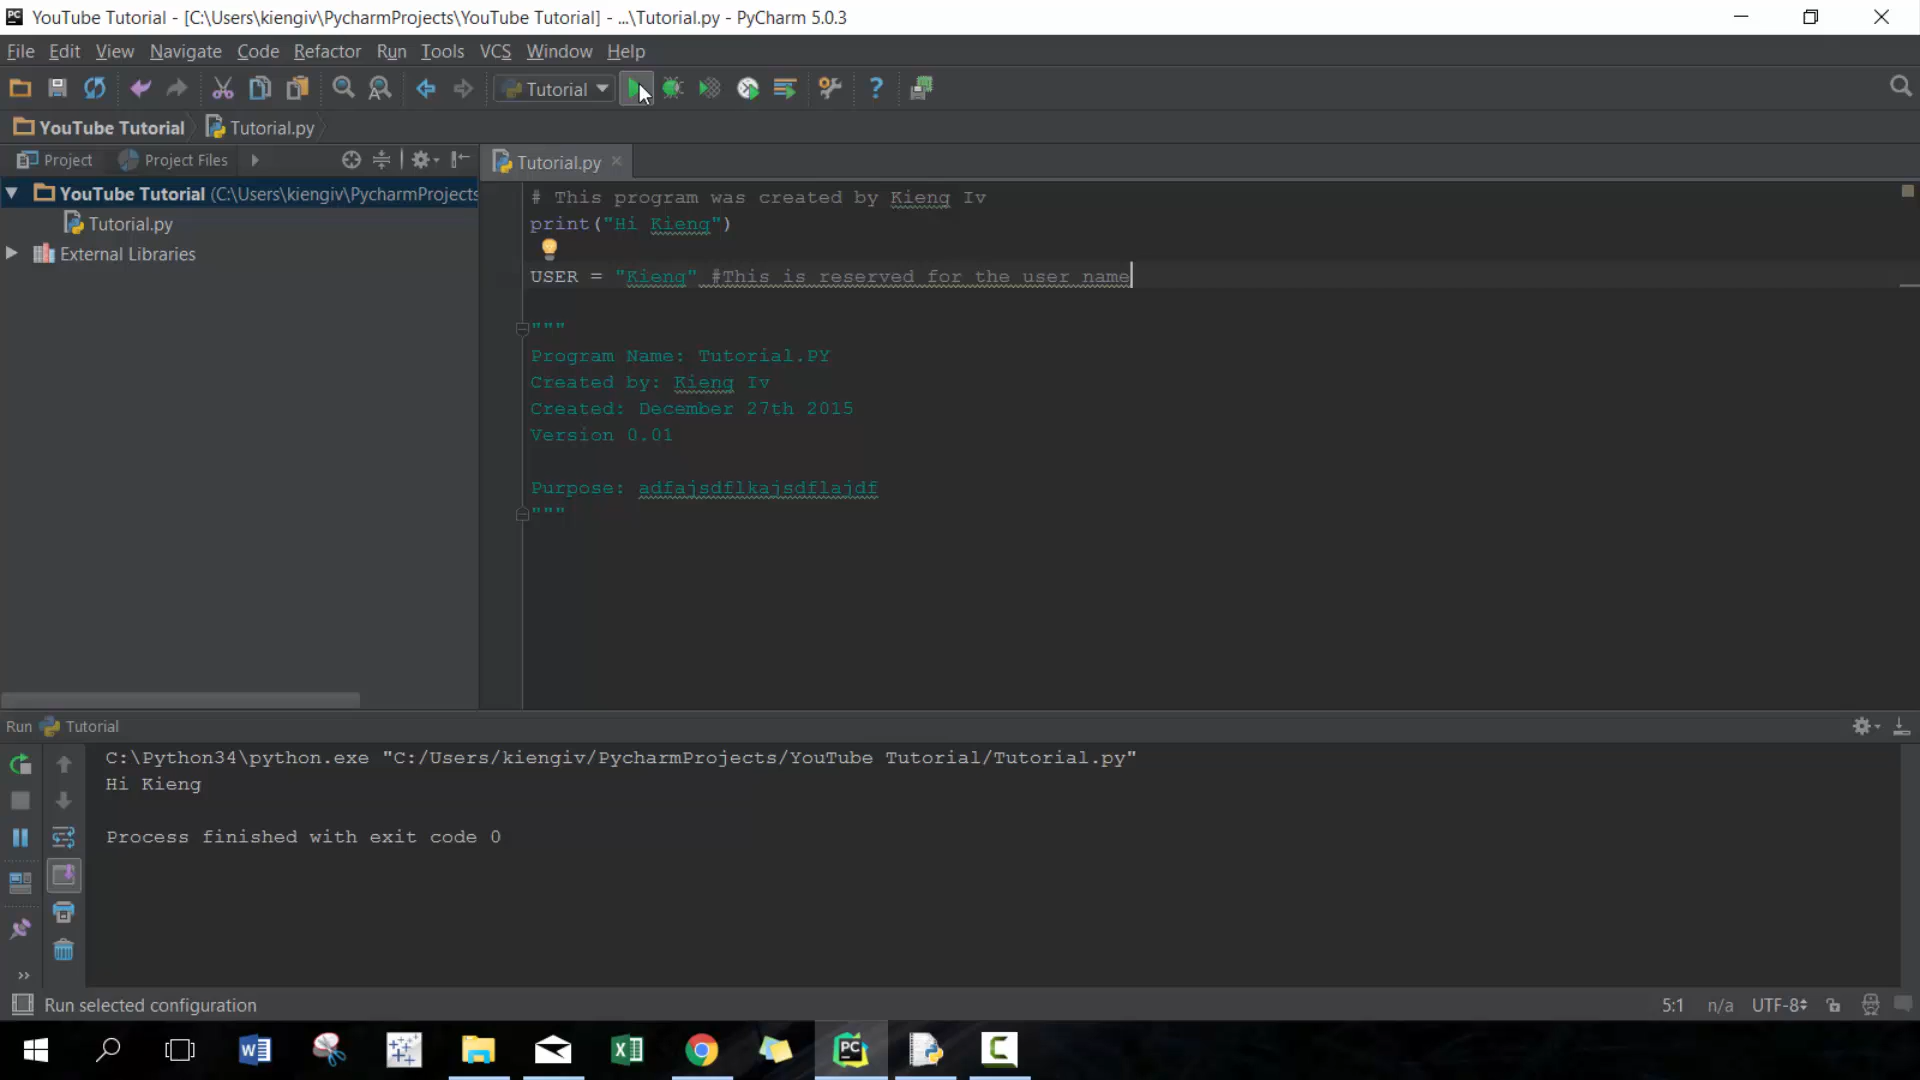 YouTube Tutorial - [C:\Users\kiengiv\PycharmProjects\YouTube Tutorial] - ...\Tutorial.py - PyCharm 5.0.3
File Edit View Navigate Code Refactor Run Tools VCS Window Help
Tutorial
YouTube Tutorial Tutorial.py
Project Project Files
Tutorial.py
YouTube Tutorial (C:\Users\kiengiv\PycharmProjects
Tutorial.py
External Libraries
# This program was created by Kieng Iv
print("Hi Kieng")
USER = "Kieng" #This is reserved for the user name
"""
Program Name: Tutorial.PY
Created by: Kieng Iv
Created: December 27th 2015
Version 0.01
Purpose: adfajsdflkajsdflajdf
"""
Run Tutorial
C:\Python34\python.exe "C:/Users/kiengiv/PycharmProjects/YouTube Tutorial/Tutorial.py"
Hi Kieng
Process finished with exit code 0
Run selected configuration
5:1 n/a UTF-8